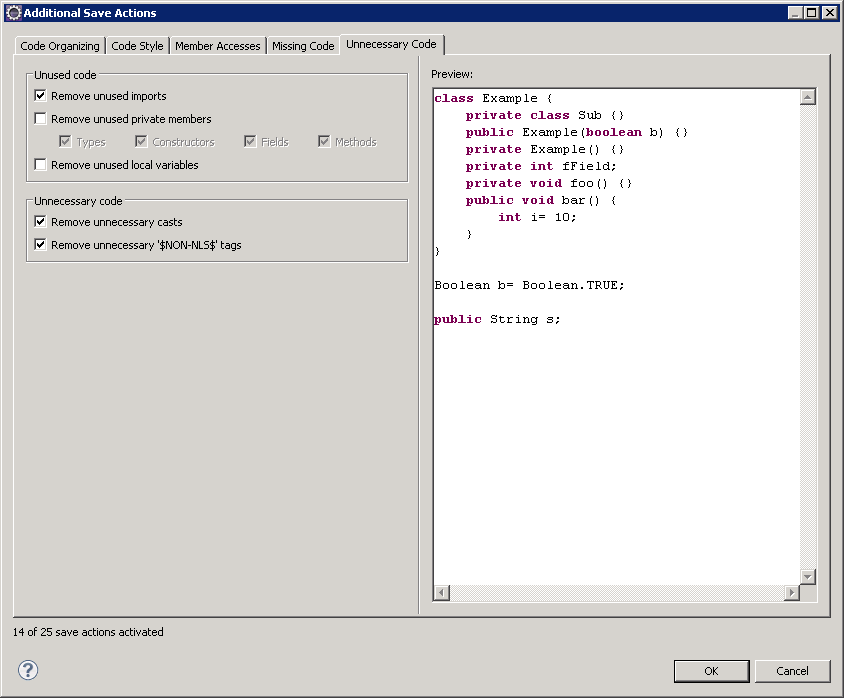 Additional Save Actions
Code Organizing Code Style Member Accesses Missing Code Unnecessary Code
Unused code
Remove unused imports
Remove unused private members
Types Constructors Fields Methods
Remove unused local variables
Unnecessary code
Remove unnecessary casts
Remove unnecessary '$NON-NLS$' tags
Preview:
class Example {
    private class Sub {}
    public Example(boolean b) {}
    private Example() {}
    private int fField;
    private void foo() {}
    public void bar() {
        int i= 10;
    }
}
Boolean b= Boolean.TRUE;
public String s;
14 of 25 save actions activated
?
OK Cancel